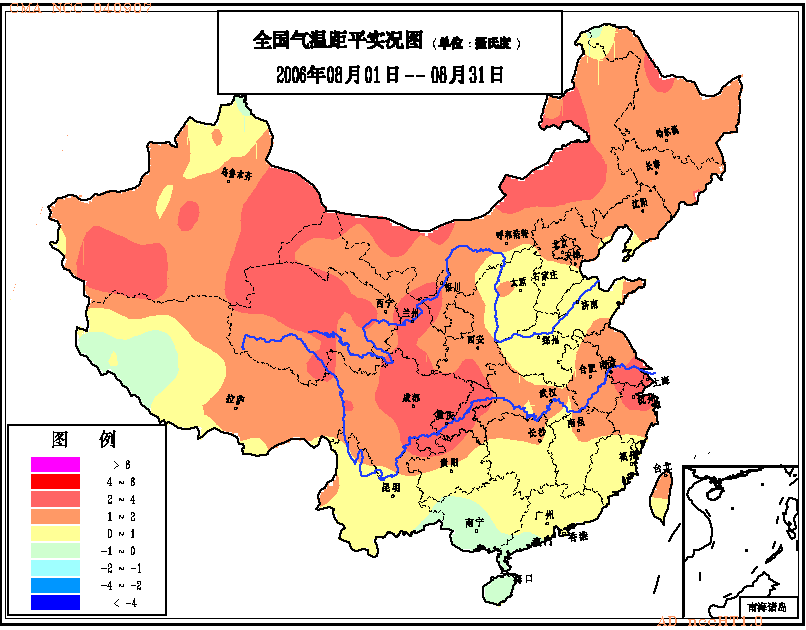 CMA NCC 040907
全国气温距平实况图 (单位：摄氏度)
2006年08月01日--08月31日
哈尔滨
长春
沈阳
乌鲁木齐
呼和浩特
北京
天津
石家庄
太原
济南
银川
西宁
兰州
西安
郑州
合肥 南京
上海
杭州
成都
重庆
武汉
拉萨
长沙
南昌
贵阳
福州
台北
昆明
南宁
广州
澳门 香港
海口
图 例
> 6
4 ~ 6
2 ~ 4
1 ~ 2
0 ~ 1
-1 ~ 0
-2 ~ -1
-4 ~ -2
< -4
南海诸岛